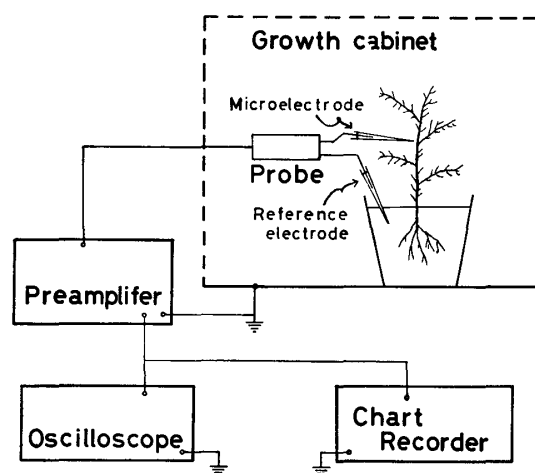 Growth cabinet
Microelectrode
Probe
Reference
electrode
Preamplifer
Oscilloscope
Chart
Recorder